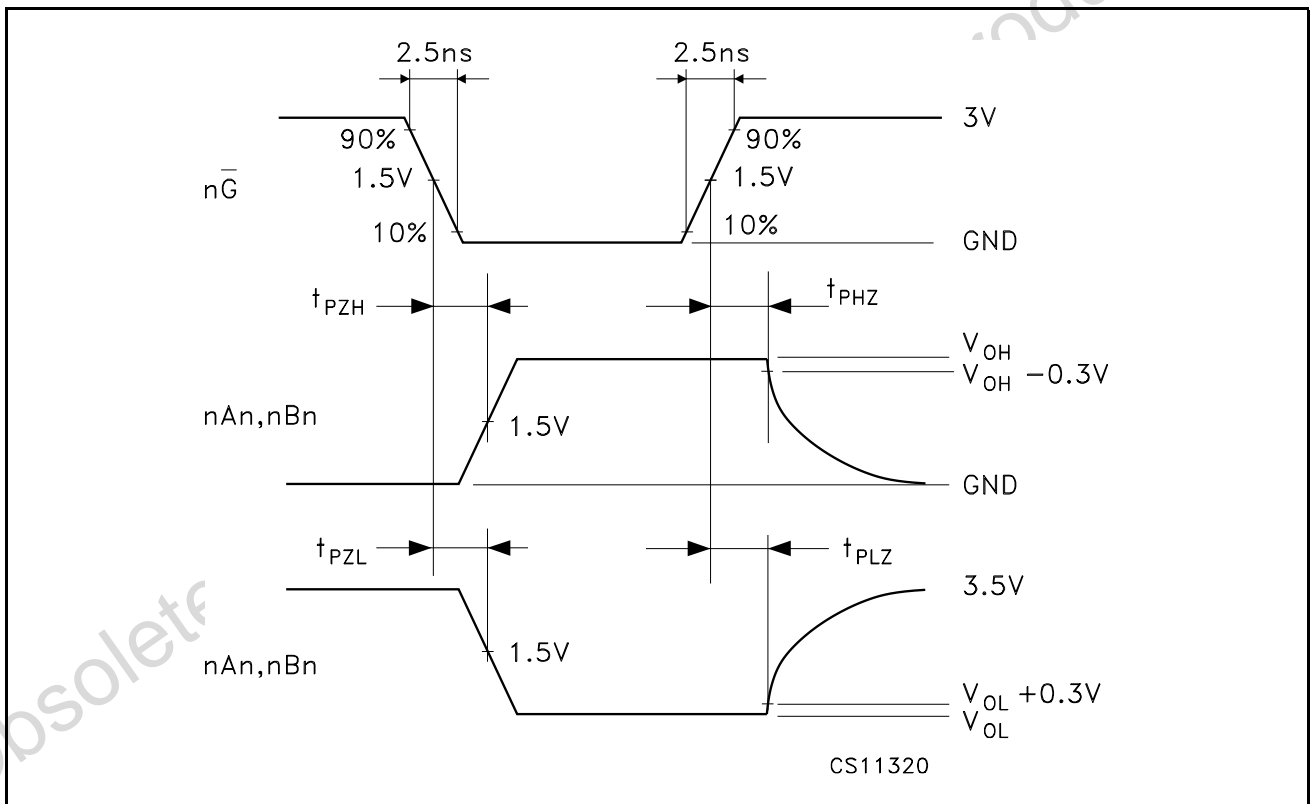 2.5ns 2.5ns
3V
90% 90%
nG̅ 1.5V 1.5V
10% 10%
GND
tPZH tPHZ
VOH
VOH −0.3V
nAn,nBn 1.5V
GND
tPZL tPLZ
3.5V
nAn,nBn 1.5V
VOL +0.3V
VOL
CS11320